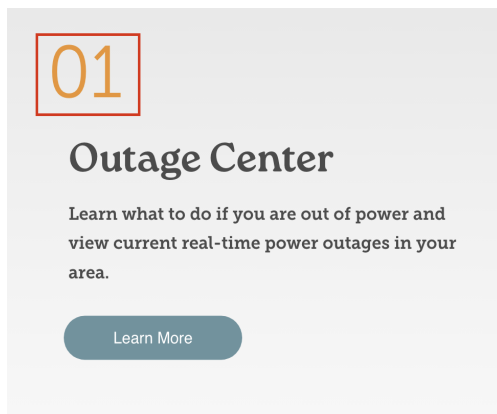 01
Outage Center
Learn what to do if you are out of power and
view current real-time power outages in your
area.
Learn More